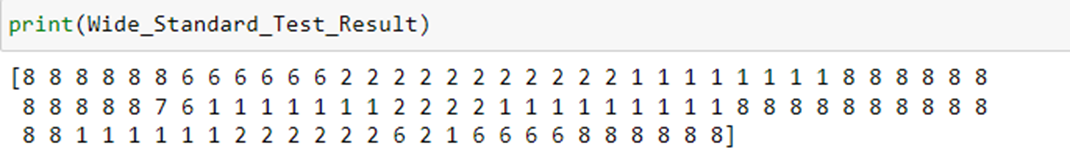 print(Wide_Standard_Test_Result)
[8 8 8 8 8 8 6 6 6 6 6 6 2 2 2 2 2 2 2 2 2 2 2 1 1 1 1 1 1 1 1 8 8 8 8 8 8
8 8 8 8 8 7 6 1 1 1 1 1 1 1 2 2 2 2 1 1 1 1 1 1 1 1 1 8 8 8 8 8 8 8 8 8 8
8 8 1 1 1 1 1 1 2 2 2 2 2 2 6 2 1 6 6 6 6 8 8 8 8 8 8]